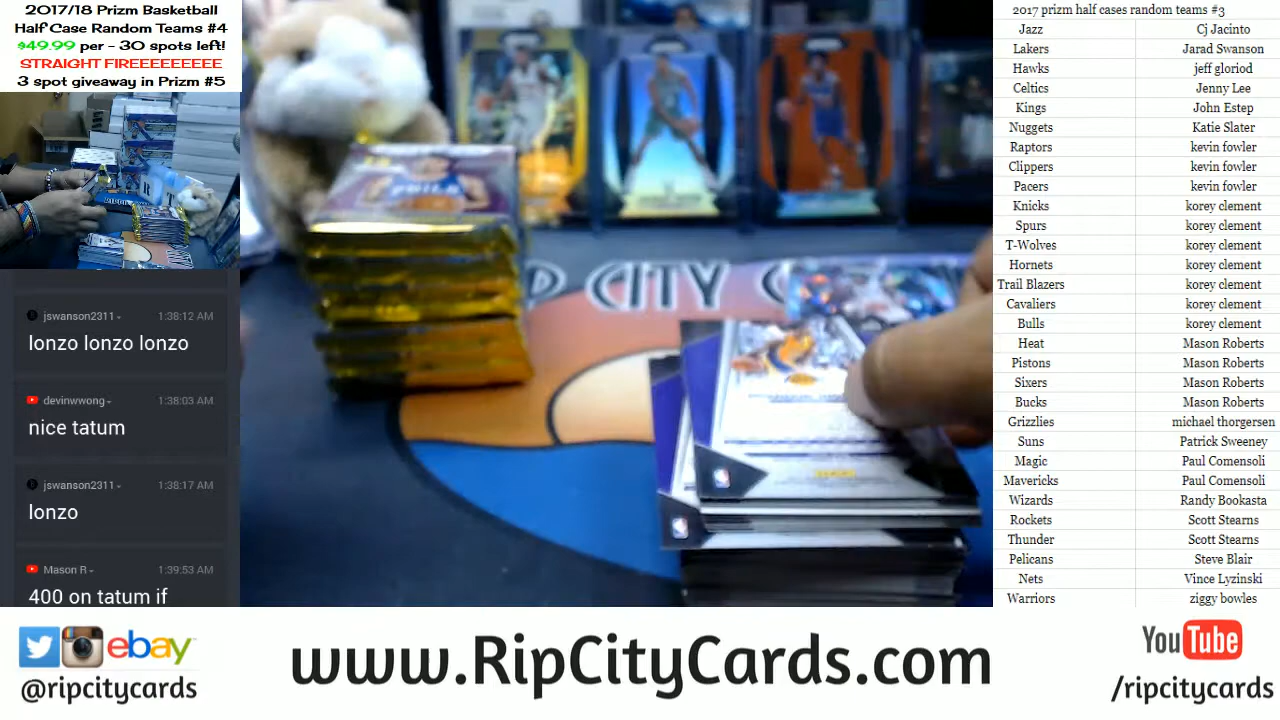 2017/18 Prizm Basketball
Half Case Random Teams #4
$49.99 per - 30 spots left!
STRAIGHT FIREEEEEEEEE
3 spot giveaway in Prizm #5
jswanson2311
1:38:12 AM
lonzo lonzo lonzo
devinwwong
1:38:03 AM
nice tatum
jswanson2311
1:38:17 AM
lonzo
Mason R
1:39:53 AM
400 on tatum if
PHILA
P CITY C
2017 prizm half cases random teams #3
Jazz Cj Jacinto
Lakers Jarad Swanson
Hawks jeff gloriod
Celtics Jenny Lee
Kings John Estep
Nuggets Katie Slater
Raptors kevin fowler
Clippers kevin fowler
Pacers kevin fowler
Knicks korey clement
Spurs korey clement
T-Wolves korey clement
Hornets korey clement
Trail Blazers korey clement
Cavaliers korey clement
Bulls korey clement
Heat Mason Roberts
Pistons Mason Roberts
Sixers Mason Roberts
Bucks Mason Roberts
Grizzlies michael thorgersen
Suns Patrick Sweeney
Magic Paul Comensoli
Mavericks Paul Comensoli
Wizards Randy Bookasta
Rockets Scott Stearns
Thunder Scott Stearns
Pelicans Steve Blair
Nets Vince Lyzinski
Warriors ziggy bowles
ebay
@ripcitycards
www.RipCityCards.com
YouTube
/ripcitycards